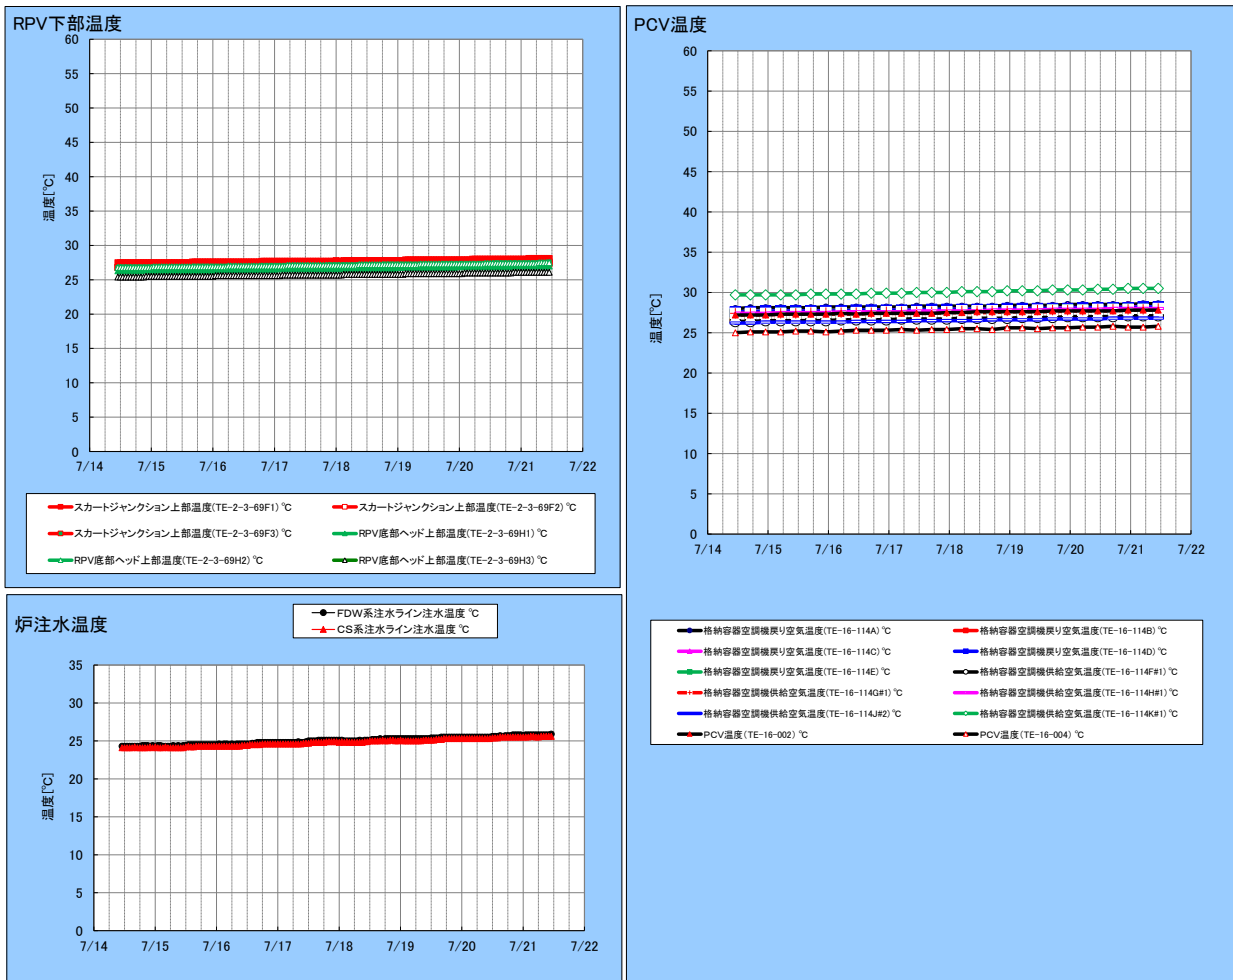 RPV下部温度
60
55
50
45
40
35
30
25
20
15
10
5
0
温度[℃]
7/14 7/15 7/16 7/17 7/18 7/19 7/20 7/21 7/22
スカートジャンクション上部温度(TE-2-3-69F1) ℃ スカートジャンクション上部温度(TE-2-3-69F2) ℃
スカートジャンクション上部温度(TE-2-3-69F3) ℃ RPV底部ヘッド上部温度(TE-2-3-69H1) ℃
RPV底部ヘッド上部温度(TE-2-3-69H2) ℃ RPV底部ヘッド上部温度(TE-2-3-69H3) ℃
炉注水温度
FDW系注水ライン注水温度 ℃
CS系注水ライン注水温度 ℃
35
30
25
20
15
10
5
0
温度[℃]
7/14 7/15 7/16 7/17 7/18 7/19 7/20 7/21 7/22
PCV温度
60
55
50
45
40
35
30
25
20
15
10
5
0
温度[℃]
7/14 7/15 7/16 7/17 7/18 7/19 7/20 7/21 7/22
格納容器空調機戻り空気温度(TE-16-114A) ℃ 格納容器空調機戻り空気温度(TE-16-114B) ℃
格納容器空調機戻り空気温度(TE-16-114C) ℃ 格納容器空調機戻り空気温度(TE-16-114D) ℃
格納容器空調機戻り空気温度(TE-16-114E) ℃ 格納容器空調機供給空気温度(TE-16-114F#1) ℃
格納容器空調機供給空気温度(TE-16-114G#1) ℃ 格納容器空調機供給空気温度(TE-16-114H#1) ℃
格納容器空調機供給空気温度(TE-16-114J#2) ℃ 格納容器空調機供給空気温度(TE-16-114K#1) ℃
PCV温度(TE-16-002) ℃ PCV温度(TE-16-004) ℃